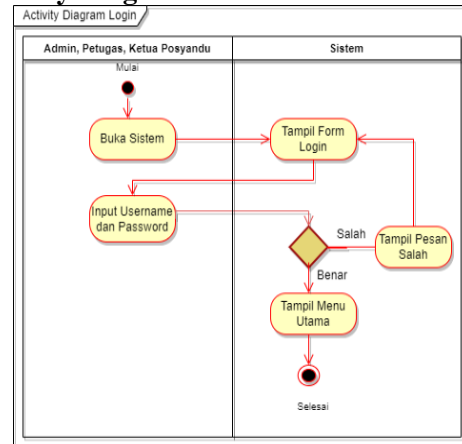 Activity Diagram Login
Admin, Petugas, Ketua Posyandu
Sistem
Mulai
Buka Sistem
Tampil Form
Login
Input Username
dan Password
Salah
Tampil Pesan
Salah
Benar
Tampil Menu
Utama
Selesai